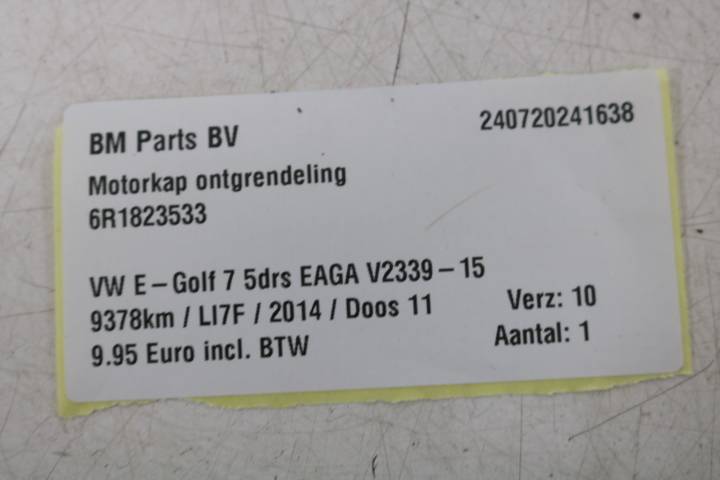 BM Parts BV 240720241638
Motorkap ontgrendeling
6R1823533
VW E-Golf 7 5drs EAGA V2339-15
9378km / LI7F / 2014 / Doos 11 Verz: 10
9.95 Euro incl. BTW Aantal: 1